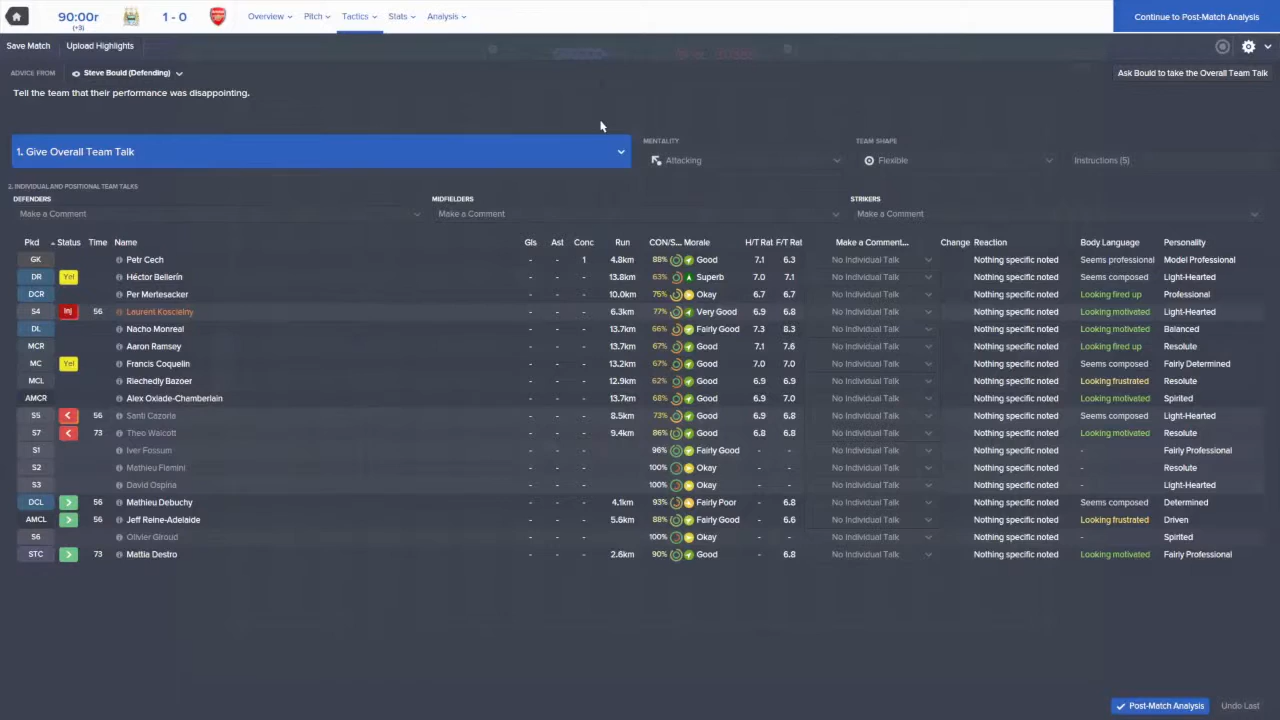 90:00r 1 - 0 Overview Pitch Tactics Stats Analysis Continue to Post-Match Analysis
(+3)
Save Match Upload Highlights
ADVICE FROM Steve Bould (Defending) Ask Bould to take the Overall Team Talk
Tell the team that their performance was disappointing.
1. Give Overall Team Talk
MENTALITY TEAM SHAPE
Attacking Flexible Instructions (5)
2. INDIVIDUAL AND POSITIONAL TEAM TALKS
DEFENDERS MIDFIELDERS STRIKERS
Make a Comment Make a Comment Make a Comment
Pkd Status Time Name Gls Ast Conc Run CON/S... Morale H/T Rat F/T Rat Make a Comment... Change Reaction Body Language Personality
GK Petr Cech - - 1 4.8km 88% Good 7.1 6.3 No Individual Talk Nothing specific noted Seems professional Model Professional
DR Yel Héctor Bellerín - - - 13.8km 63% Superb 7.0 7.1 No Individual Talk Nothing specific noted Seems composed Light-Hearted
DCR Per Mertesacker - - - 10.0km 75% Okay 6.7 6.7 No Individual Talk Nothing specific noted Looking fired up Professional
S4 Inj 56 Laurent Koscielny - - - 6.3km 77% Very Good 6.9 6.8 No Individual Talk Nothing specific noted Looking motivated Light-Hearted
DL Nacho Monreal - - - 13.7km 66% Fairly Good 7.3 8.3 No Individual Talk Nothing specific noted Looking motivated Balanced
MCR Aaron Ramsey - - - 13.7km 67% Good 7.1 7.6 No Individual Talk Nothing specific noted Looking fired up Resolute
MC Yel Francis Coquelin - - - 13.2km 67% Good 7.0 7.0 No Individual Talk Nothing specific noted Seems composed Fairly Determined
MCL Riechedly Bazoer - - - 12.9km 62% Good 6.9 6.9 No Individual Talk Nothing specific noted Looking frustrated Resolute
AMCR Alex Oxlade-Chamberlain - - - 13.7km 68% Good 6.9 7.0 No Individual Talk Nothing specific noted Looking motivated Spirited
S5 56 Santi Cazorla - - - 8.5km 73% Good 6.9 6.8 No Individual Talk Nothing specific noted Seems composed Light-Hearted
S7 73 Theo Walcott - - - 9.4km 86% Good 6.8 6.8 No Individual Talk Nothing specific noted Looking motivated Resolute
S1 Iver Fossum - - - 96% Fairly Good - - No Individual Talk Nothing specific noted - Fairly Professional
S2 Mathieu Flamini - - - 100% Okay - - No Individual Talk Nothing specific noted - Resolute
S3 David Ospina - - - 100% Okay - - No Individual Talk Nothing specific noted - Light-Hearted
DCL 56 Mathieu Debuchy - - - 4.1km 93% Fairly Poor - 6.8 No Individual Talk Nothing specific noted Seems composed Determined
AMCL 56 Jeff Reine-Adelaide - - - 5.6km 88% Fairly Good - 6.6 No Individual Talk Nothing specific noted Looking frustrated Driven
S6 Olivier Giroud - - - 100% Okay - - No Individual Talk Nothing specific noted - Spirited
STC 73 Mattia Destro - - - 2.6km 90% Good - 6.8 No Individual Talk Nothing specific noted Looking motivated Fairly Professional
Post-Match Analysis Undo Last